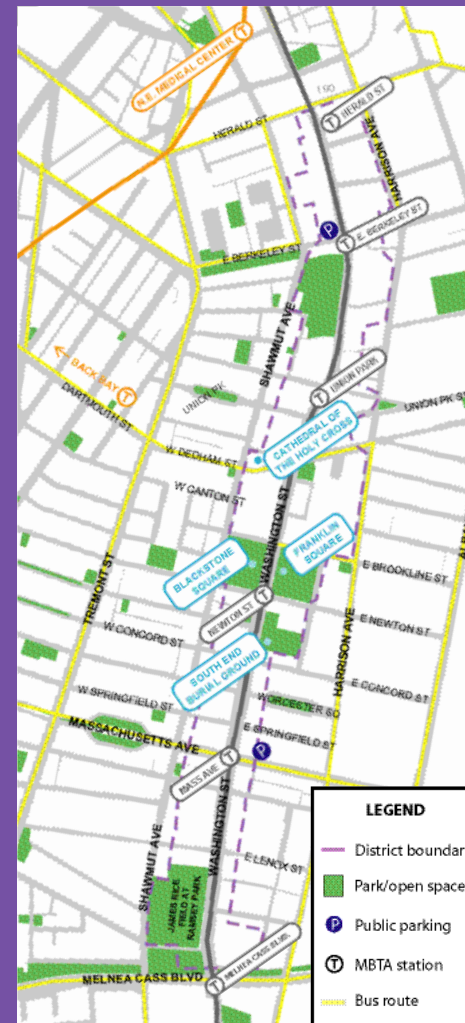 N.E. MEDICAL CENTER T
I 90
T HERALD ST
HERALD ST
HARRISON AVE
P
T E. BERKELEY ST
E BERKELEY ST
SHAWMUT AVE
BACK BAY T
T UNION PARK
UNION PK
UNION PK ST
DARTMOUTH ST
CATHEDRAL OF
THE HOLY CROSS
W DEDHAM ST
W CANTON ST
WASHINGTON ST
FRANKLIN
SQUARE
BLACKSTONE
SQUARE
E BROOKLINE ST
TREMONT ST
NEWTON ST T
E NEWTON ST
W CONCORD ST
HARRISON AVE
SOUTH END
BURIAL GROUND
E CONCORD ST
W SPRINGFIELD ST
WORCESTER SQ
E SPRINGFIELD ST
MASSACHUSETTS AVE
P
MASS AVE T
WASHINGTON ST
SHAWMUT AVE
E LENOX ST
JAMES RICE
FIELD AT
RAMSEY PARK
MELNEA CASS BLVD
T MELNEA CASS BLVD
LEGEND
District boundar
Park/open space
P Public parking
T MBTA station
Bus route